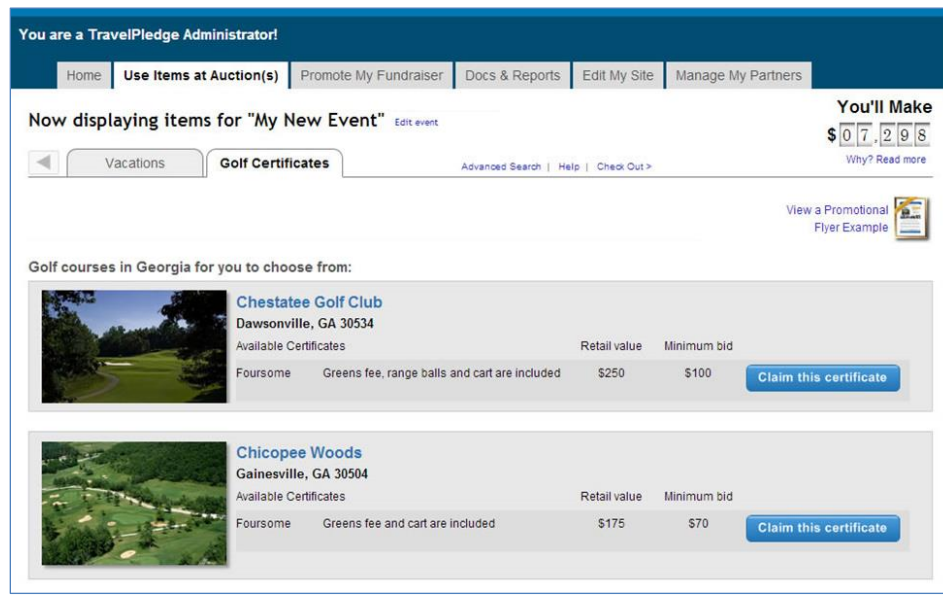 You are a TravelPledge Administrator!
Home Use Items at Auction(s) Promote My Fundraiser Docs & Reports Edit My Site Manage My Partners
Now displaying items for "My New Event" Edit event
You'll Make
$07,298
Why? Read more
Vacations Golf Certificates Advanced Search | Help | Check Out >
View a Promotional
Flyer Example
Golf courses in Georgia for you to choose from:
Chestatee Golf Club
Dawsonville, GA 30534
Available Certificates Retail value Minimum bid
Foursome Greens fee, range balls and cart are included $250 $100 Claim this certificate
Chicopee Woods
Gainesville, GA 30504
Available Certificates Retail value Minimum bid
Foursome Greens fee and cart are included $175 $70 Claim this certificate